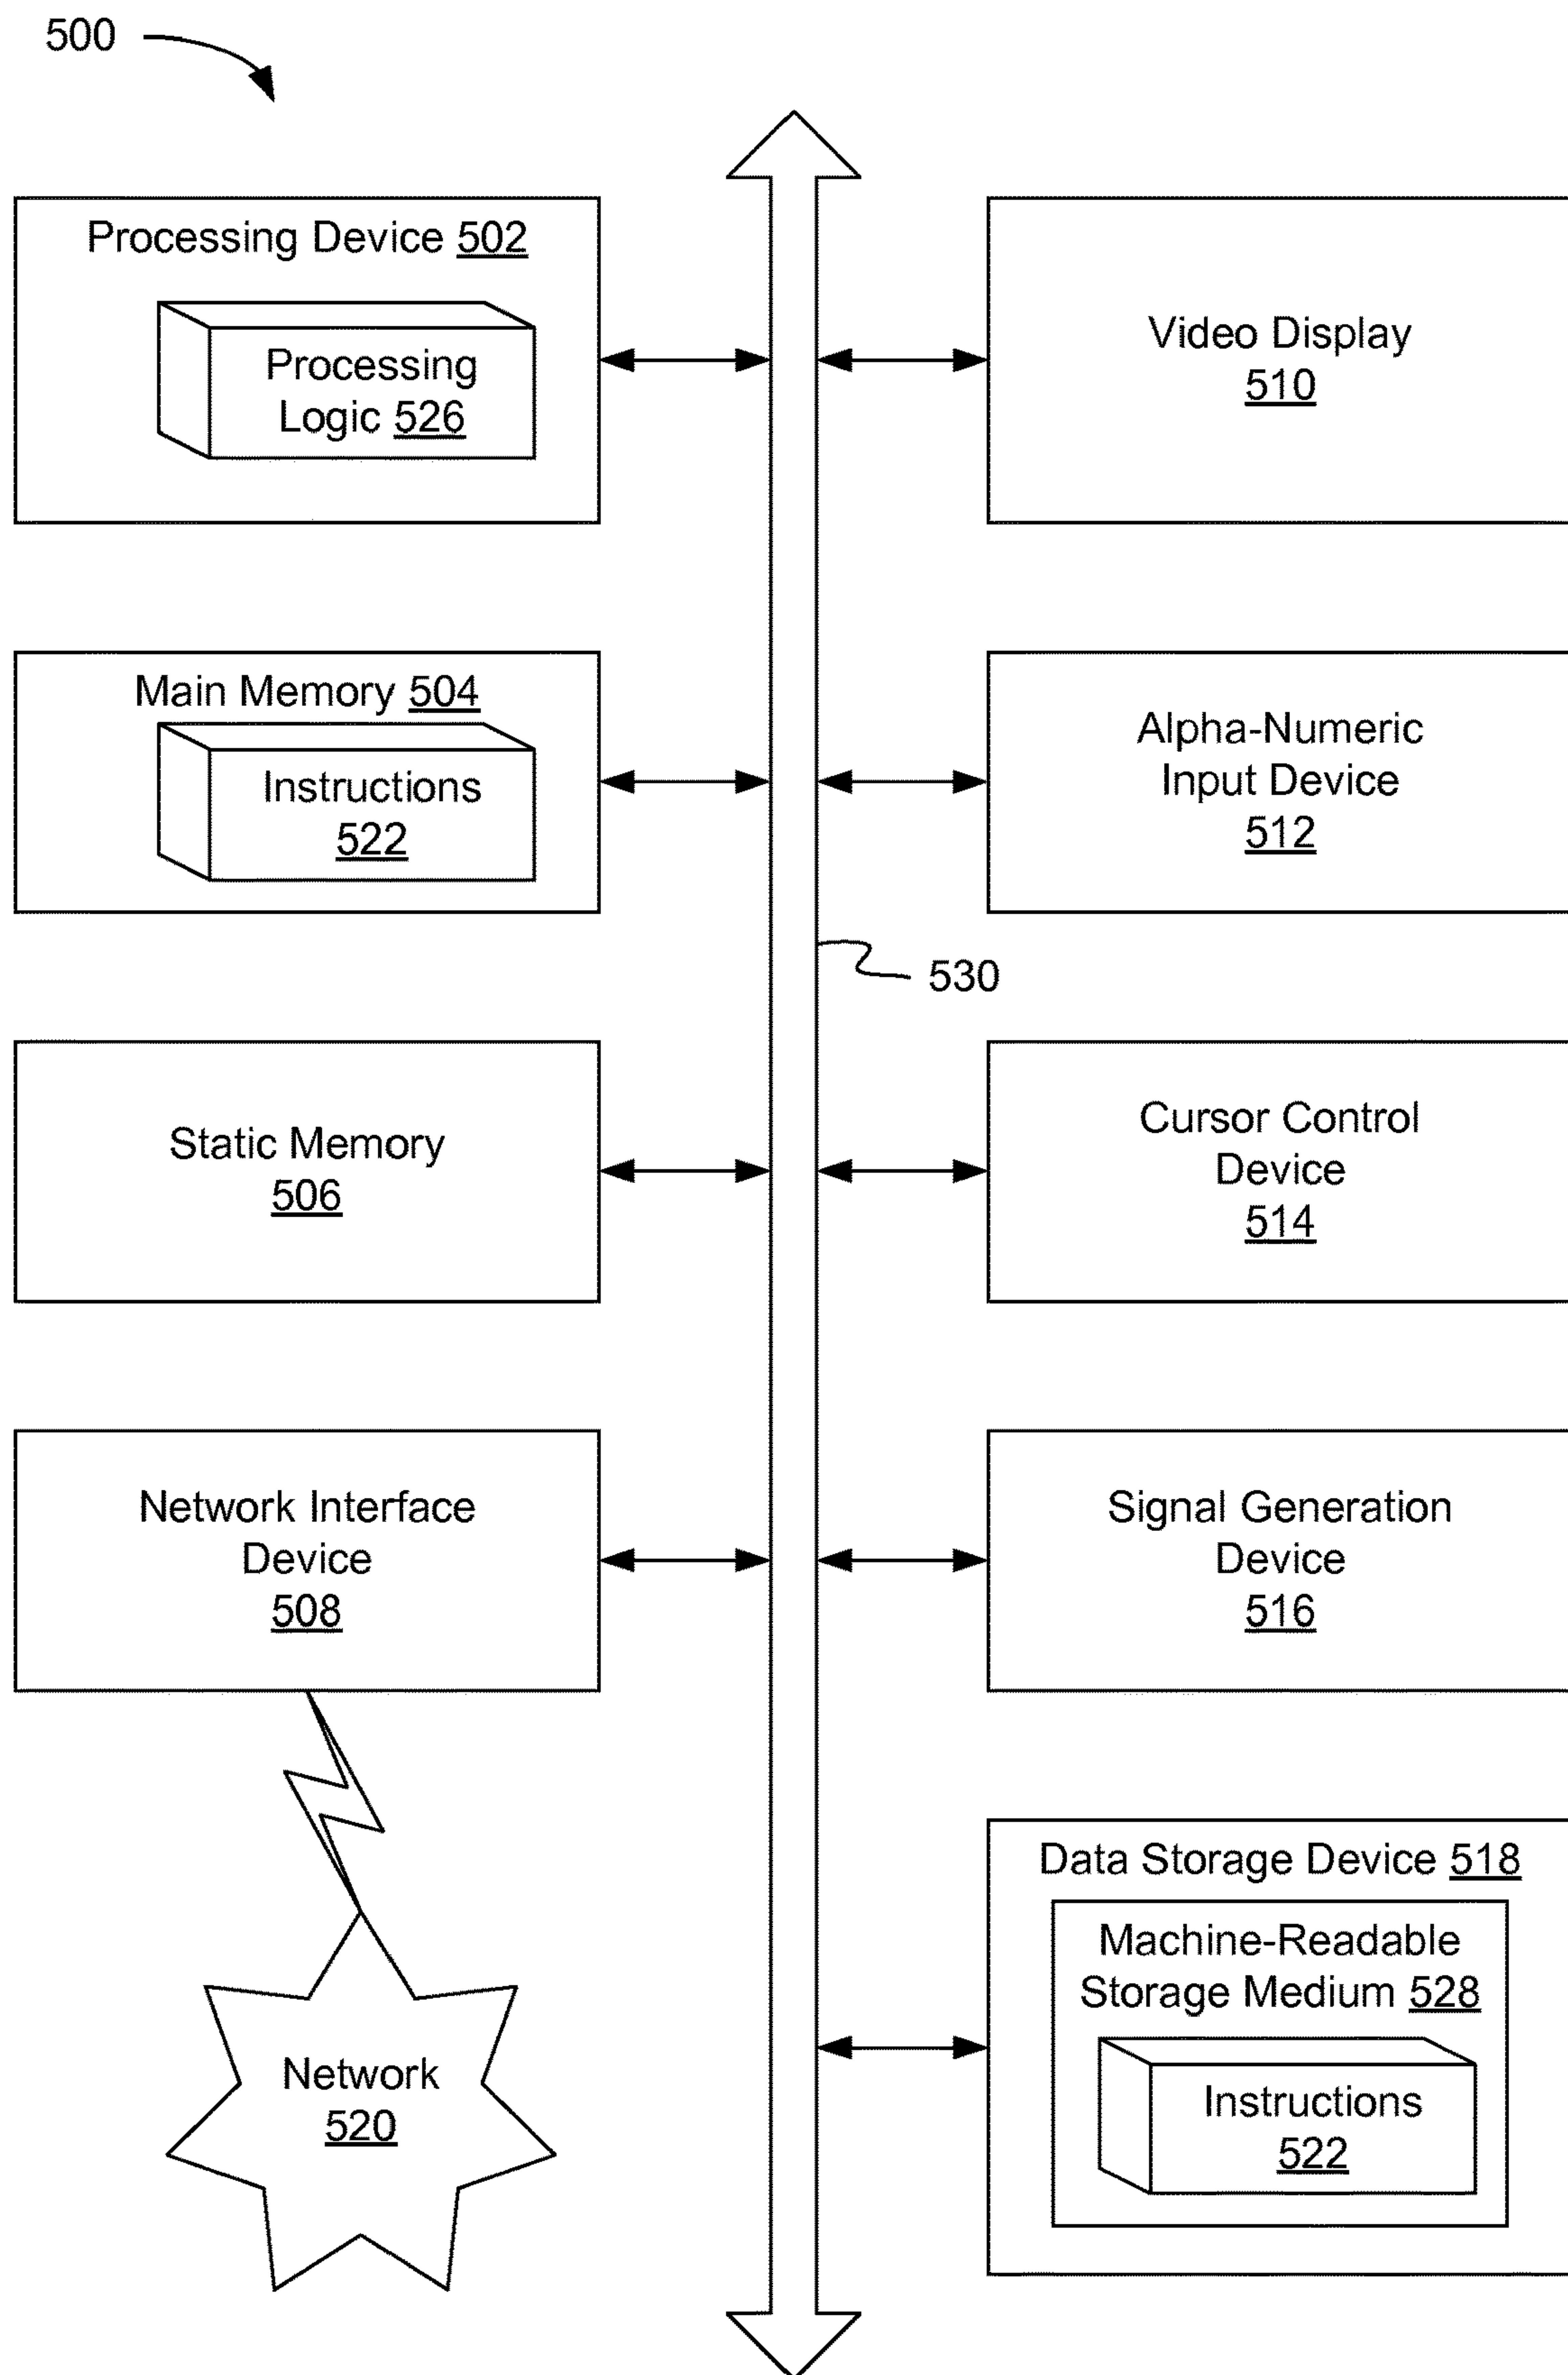 500
Processing Device 502
Processing
Logic 526
Video Display
510
Main Memory 504
Instructions
522
Alpha-Numeric
Input Device
512
530
Static Memory
506
Cursor Control
Device
514
Network Interface
Device
508
Signal Generation
Device
516
Data Storage Device 518
Machine-Readable
Storage Medium 528
Instructions
522
Network
520